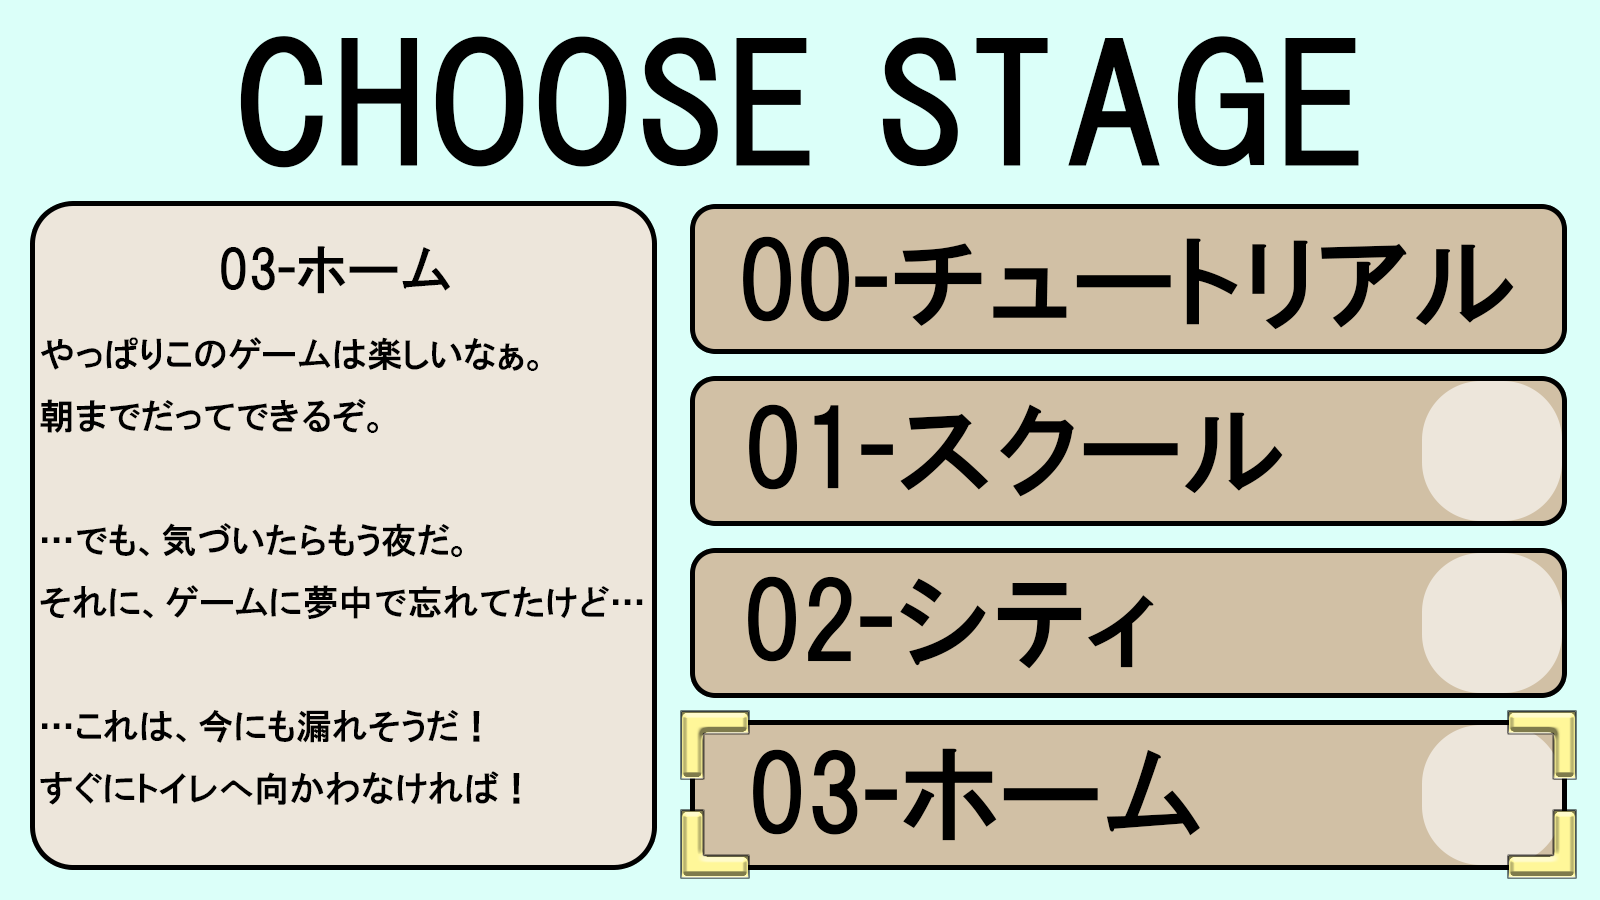 CHOOSE STAGE
03-ホーム
やっぱりこのゲームは楽しいなぁ。
朝までだってできるぞ。
…でも、気づいたらもう夜だ。
それに、ゲームに夢中で忘れてたけど…
…これは、今にも漏れそうだ！
すぐにトイレへ向かわなければ！
00-チュートリアル
01-スクール
02-シティ
03-ホーム